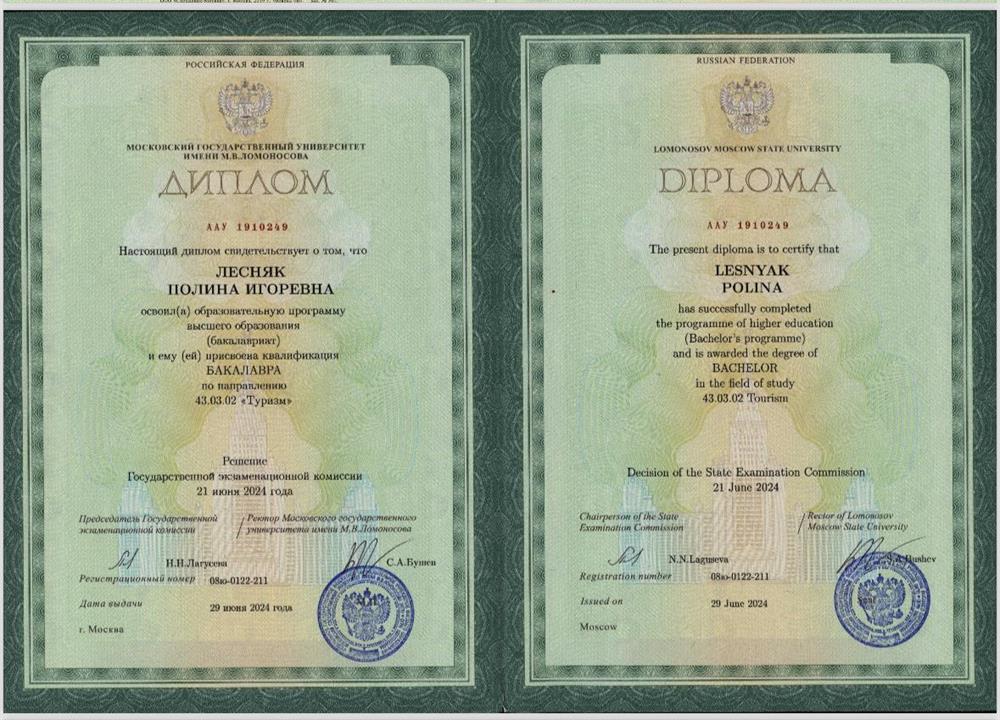 РОССИЙСКАЯ ФЕДЕРАЦИЯ
МОСКОВСКИЙ ГОСУДАРСТВЕННЫЙ УНИВЕРСИТЕТ
ИМЕНИ М.В.ЛОМОНОСОВА
ДИПЛОМ
ААУ 1910249
Настоящий диплом свидетельствует о том, что
ЛЕСНЯК
ПОЛИНА ИГОРЕВНА
освоил(а) образовательную программу
высшего образования
(бакалавриат)
и ему (ей) присвоена квалификация
БАКАЛАВРА
по направлению
43.03.02 «Туризм»
Решение
Государственной экзаменационной комиссии
21 июня 2024 года
Председатель Государственной
экзаменационной комиссии
Ректор Московского государственного
университета имени М.В.Ломоносова
Н.Н.Лагусева
С.А.Бушев
Регистрационный номер 08ю-0122-211
Дата выдачи 29 июня 2024 года
г. Москва
RUSSIAN FEDERATION
LOMONOSOV MOSCOW STATE UNIVERSITY
DIPLOMA
ААУ 1910249
The present diploma is to certify that
LESNYAK
POLINA
has successfully completed
the programme of higher education
(Bachelor's programme)
and is awarded the degree of
BACHELOR
in the field of study
43.03.02 Tourism
Decision of the State Examination Commission
21 June 2024
Chairperson of the State
Examination Commission
Rector of Lomonosov
Moscow State University
N.N.Laguseva
S.A.Bushev
Registration number 08ю-0122-211
Issued on 29 June 2024
Moscow